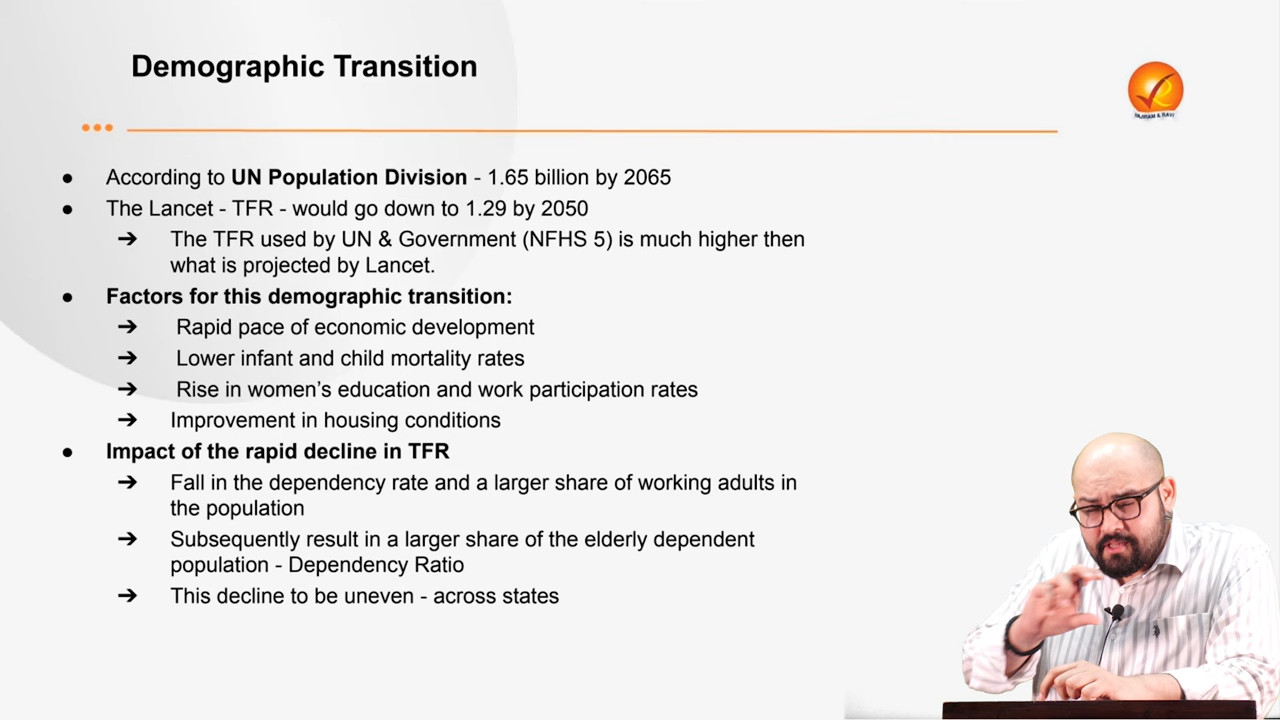 Demographic Transition
VAJIRAM & RAVI
● According to UN Population Division - 1.65 billion by 2065
● The Lancet - TFR - would go down to 1.29 by 2050
➔ The TFR used by UN & Government (NFHS 5) is much higher then
what is projected by Lancet.
● Factors for this demographic transition:
➔ Rapid pace of economic development
➔ Lower infant and child mortality rates
➔ Rise in women’s education and work participation rates
➔ Improvement in housing conditions
● Impact of the rapid decline in TFR
➔ Fall in the dependency rate and a larger share of working adults in
the population
➔ Subsequently result in a larger share of the elderly dependent
population - Dependency Ratio
➔ This decline to be uneven - across states